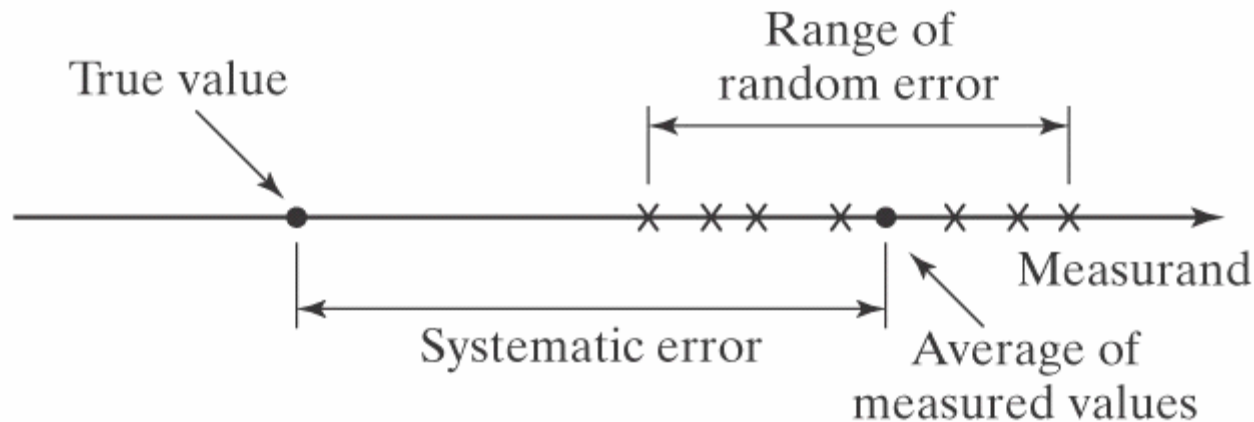 Range of
random error
True value
Measurand
Systematic error
Average of
measured values